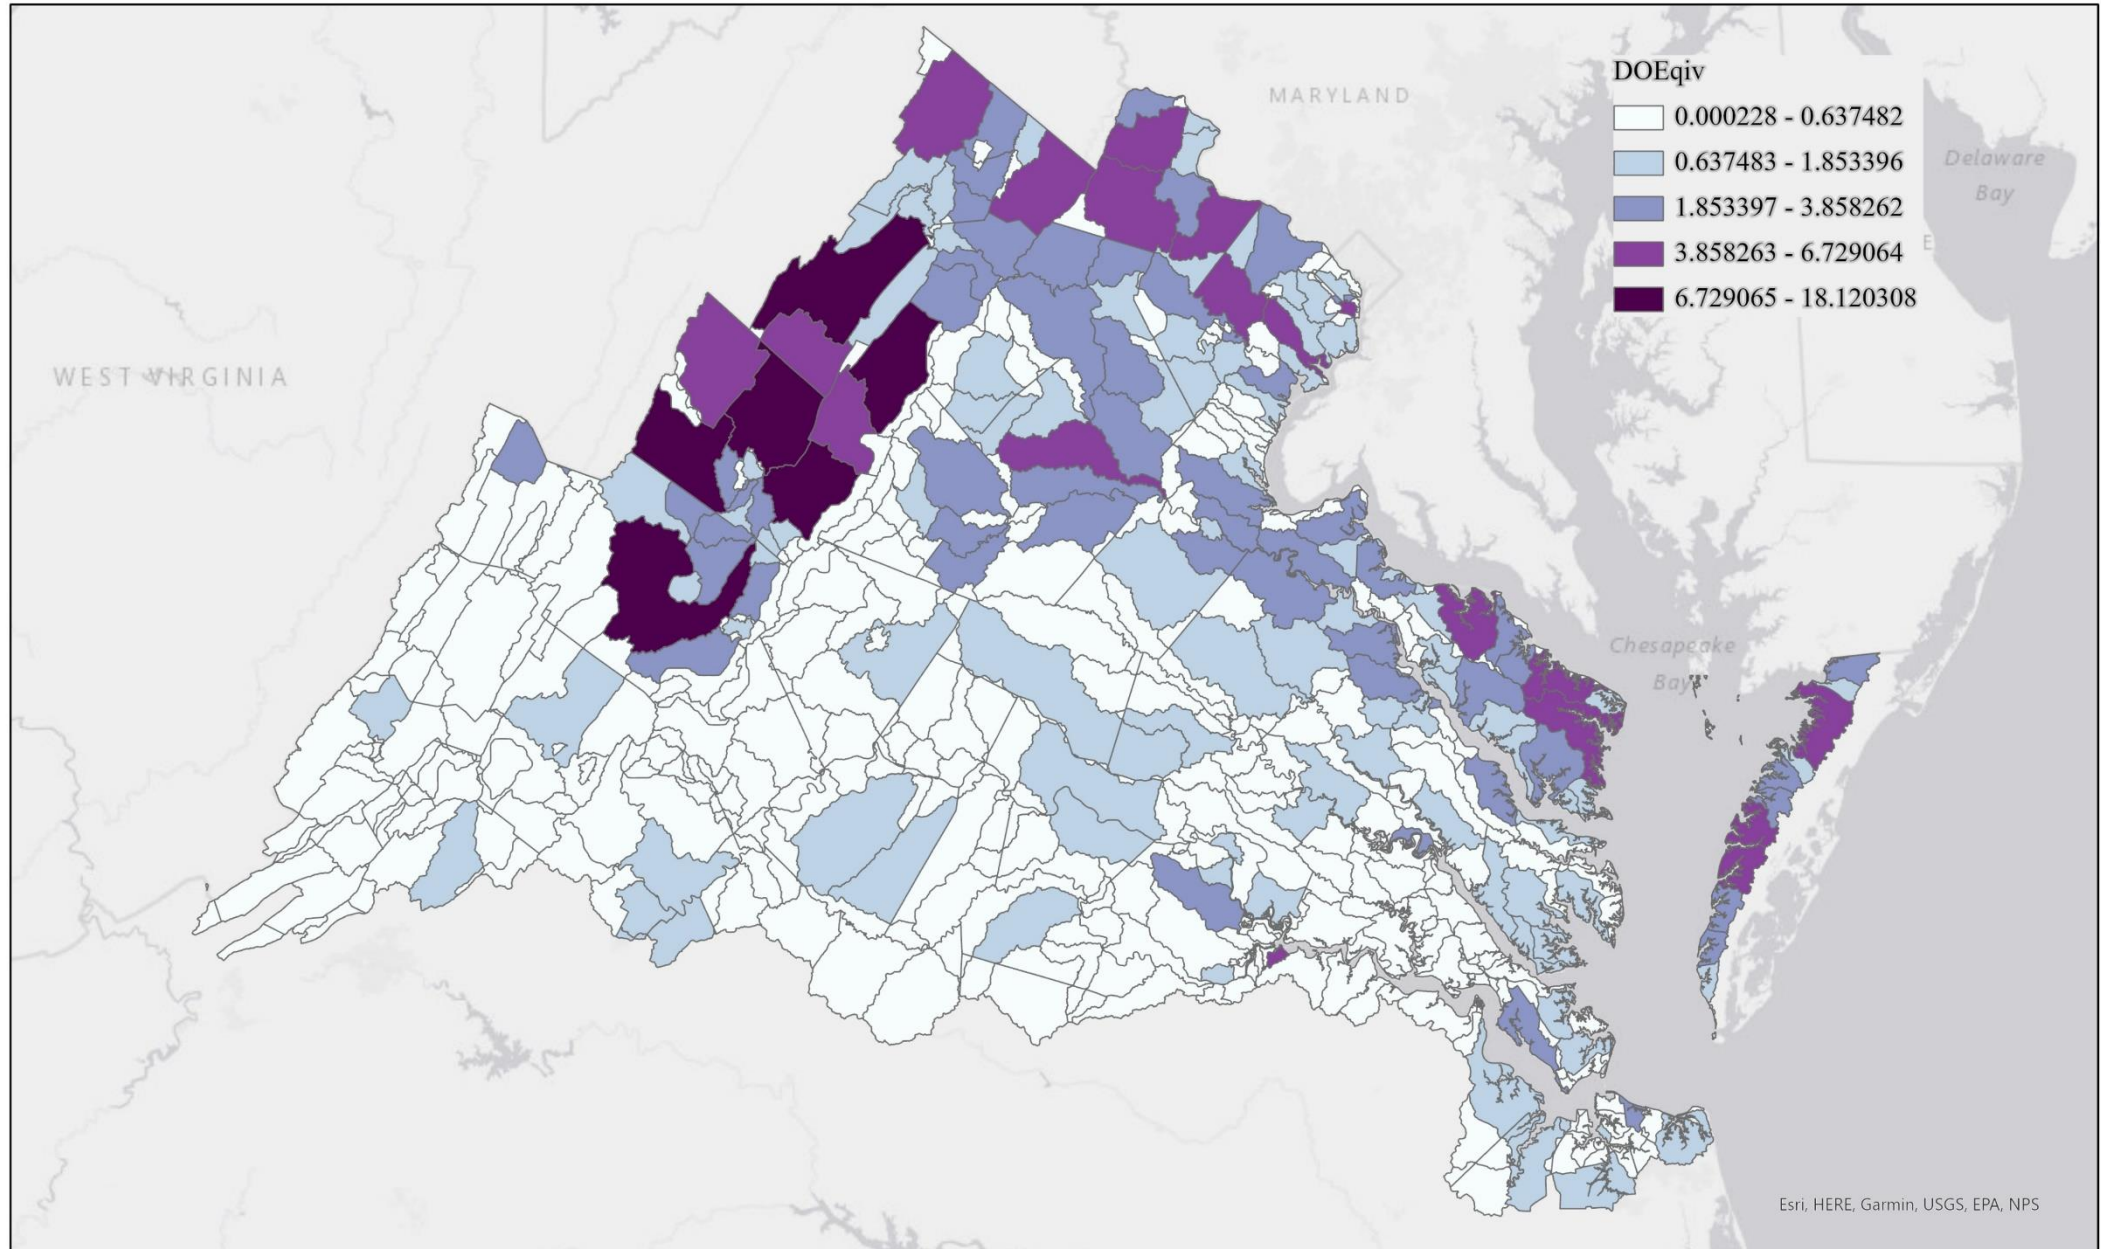 MARYLAND
DOEqiv
0.000228 - 0.637482
0.637483 - 1.853396
1.853397 - 3.858262
3.858263 - 6.729064
6.729065 - 18.120308
Delaware
Bay
E
WEST VIRGINIA
Chesapeake
Bay
Esri, HERE, Garmin, USGS, EPA, NPS